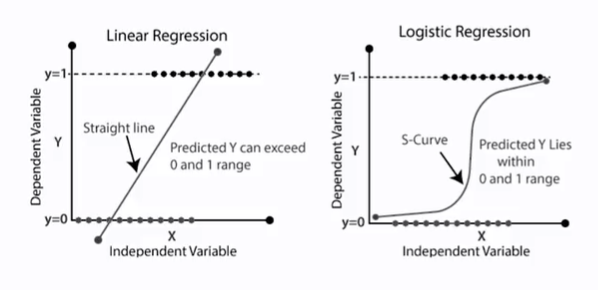 Linear Regression
y=1
Dependent Variable
Y
Straight line
Predicted Y can exceed
0 and 1 range
y=0
X
Independent Variable
Logistic Regression
y=1
Dependent Variable
Y
S-Curve
Predicted Y Lies
within
0 and 1 range
y=0
X
Independent Variable